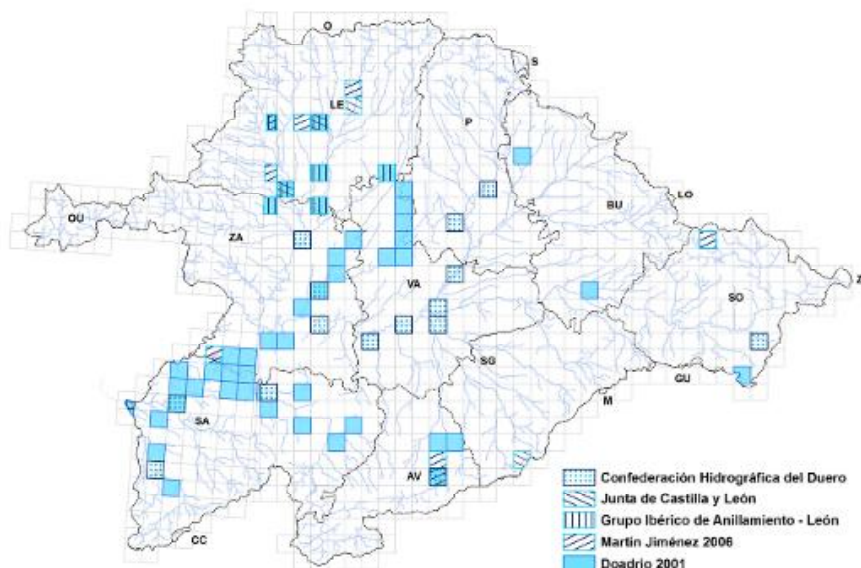 O
S
LE
P
LO
BU
OU
ZA
Z
VA
SO
SG
GU
M
SA
AV
CC
Confederación Hidrográfica del Duero
Junta de Castilla y León
Grupo Ibérico de Anillamiento - León
Martín Jiménez 2006
Doadrio 2001